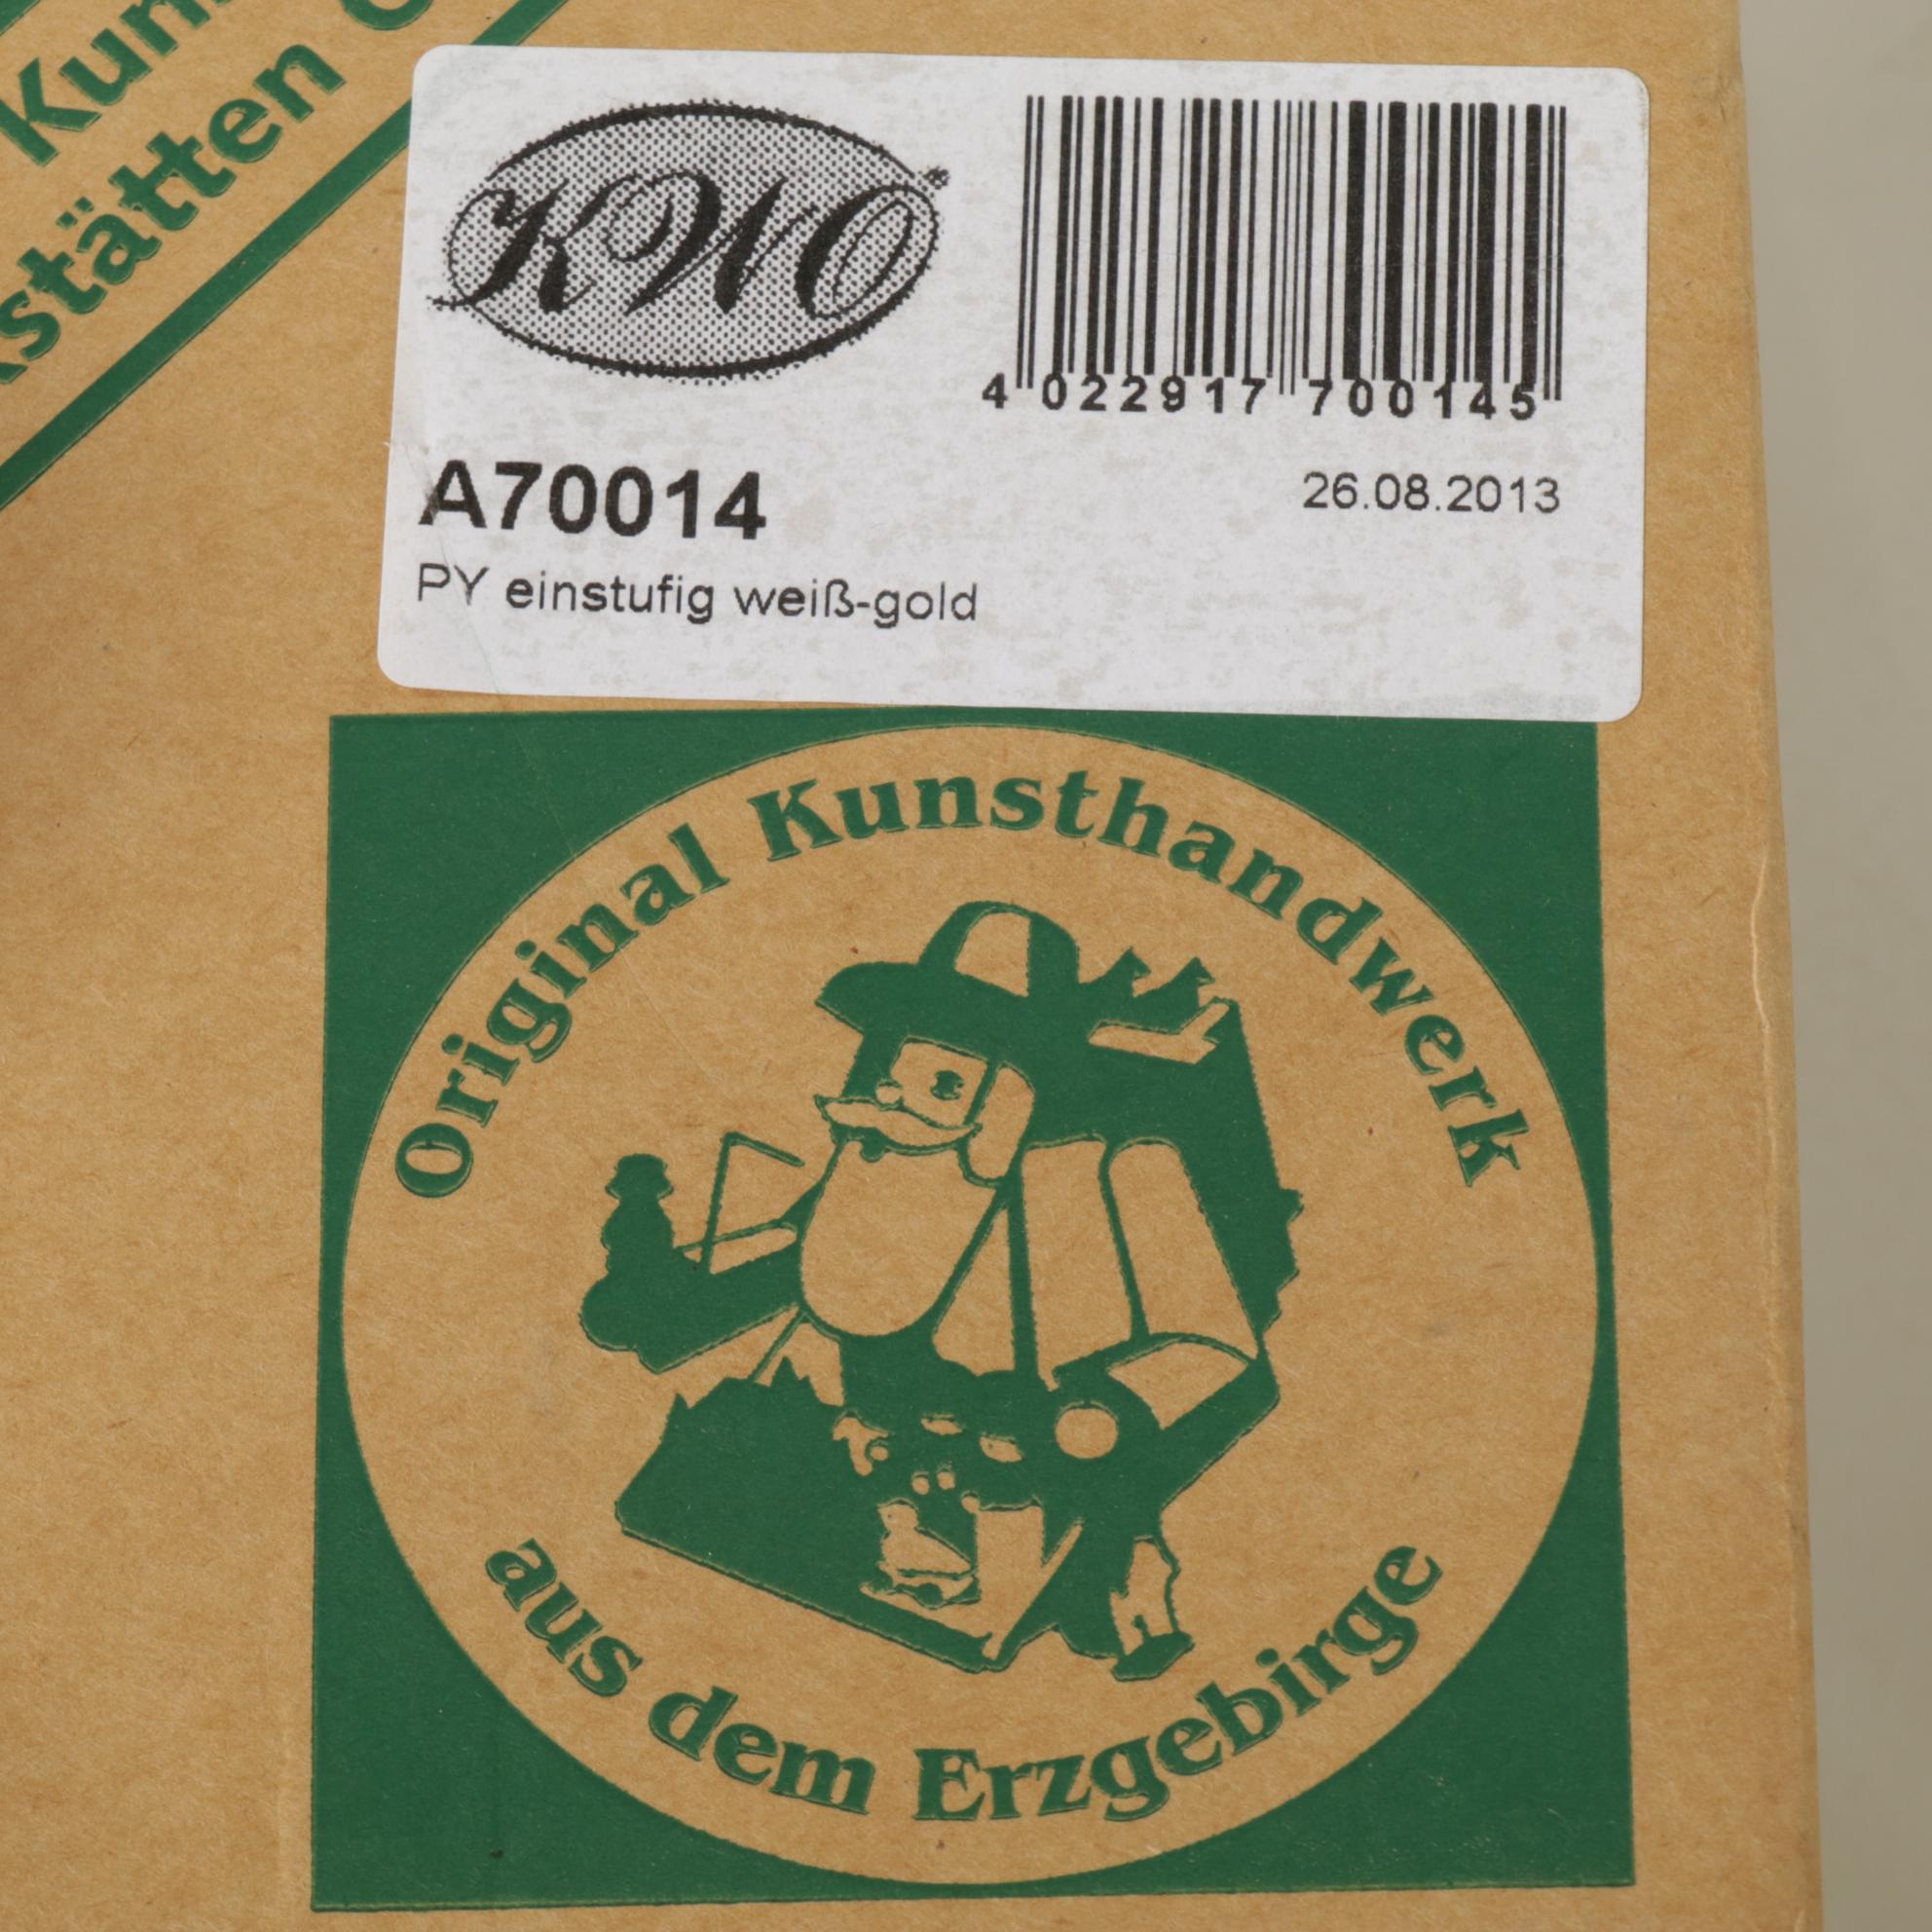 Kun
stätten
KWO
4 022917 700145
A70014
26.08.2013
PY einstufig weiß-gold
Original Kunsthandwerk
aus dem Erzgebirge